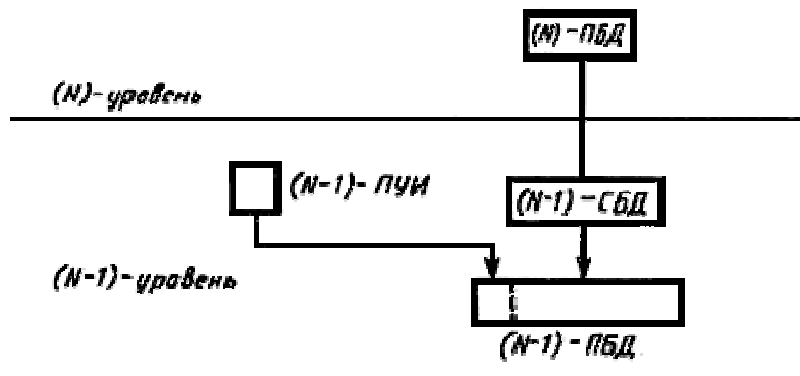 (N)-ПБД
(N)-уровень
(N-1)-ПУИ
(N-1)-СБД
(N-1)-уровень
(N-1)-ПБД